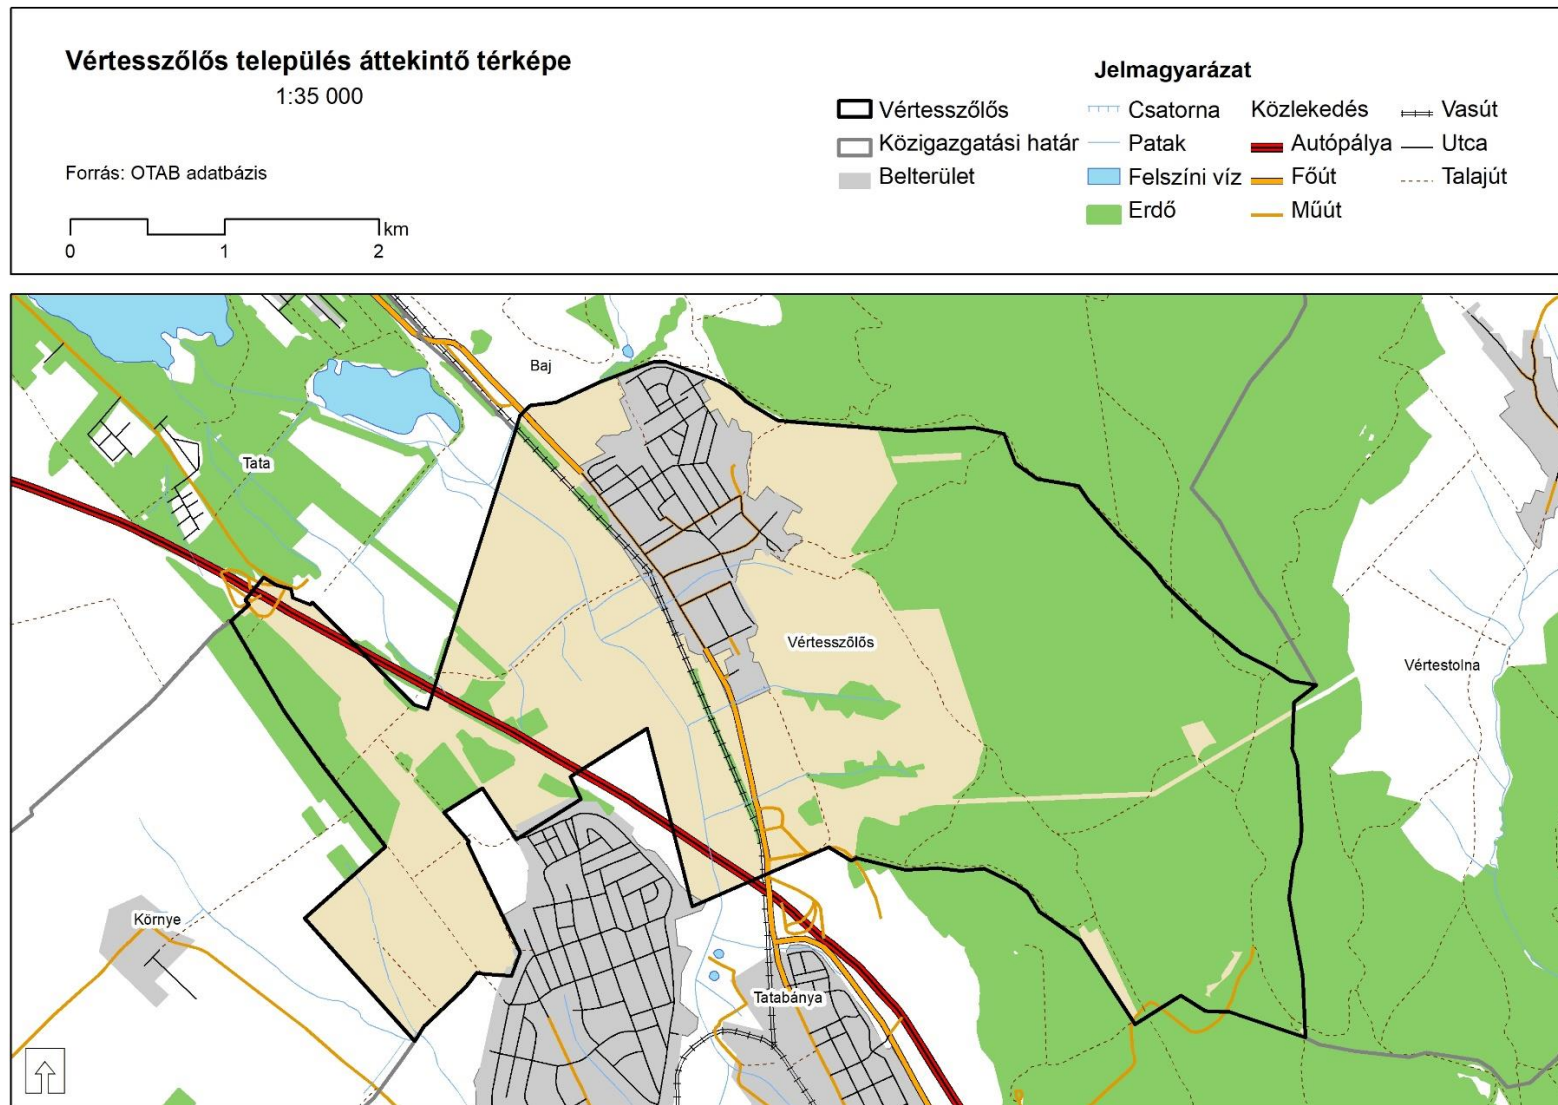 Vértesszőlős település áttekintő térképe
1:35 000
Forrás: OTAB adatbázis
km
0 1 2
Jelmagyarázat
Vértesszőlős
Közigazgatási határ
Belterület
Csatorna
Patak
Felszíni víz
Erdő
Közlekedés
Autópálya
Főút
Műút
Vasút
Utca
Talajút
Baj
Tata
Vértesszőlős
Vértestolna
Környe
Tatabánya